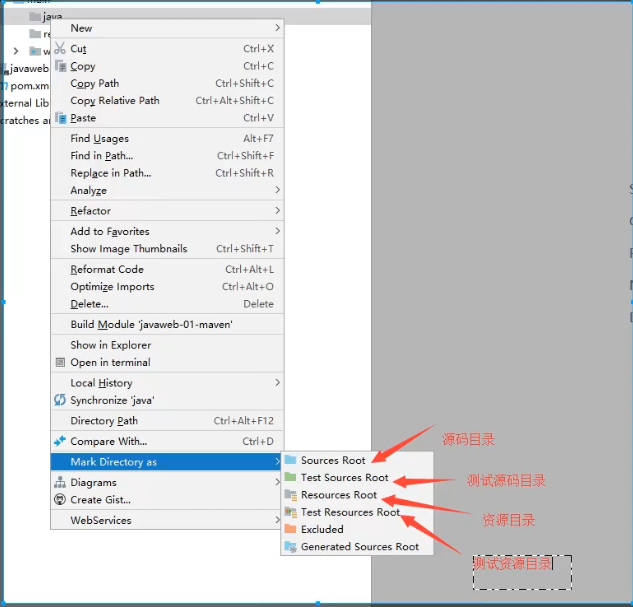 main
java
New
Cut Ctrl+X
Copy Ctrl+C
Copy Path Ctrl+Shift+C
Copy Relative Path Ctrl+Alt+Shift+C
Paste Ctrl+V
Find Usages Alt+F7
Find in Path... Ctrl+Shift+F
Replace in Path... Ctrl+Shift+R
Analyze
Refactor
Add to Favorites
Show Image Thumbnails Ctrl+Shift+T
Reformat Code Ctrl+Alt+L
Optimize Imports Ctrl+Alt+O
Delete... Delete
Build Module 'javaweb-01-maven'
Show in Explorer
Open in terminal
Local History
Synchronize 'java'
Directory Path Ctrl+Alt+F12
Compare With... Ctrl+D
Mark Directory as
Diagrams
Create Gist...
WebServices
re
w
javaweb
pom.xm
xternal Lib
cratches a
Sources Root
Test Sources Root
Resources Root
Test Resources Root
Excluded
Generated Sources Root
源码目录
测试源码目录
资源目录
测试资源目录